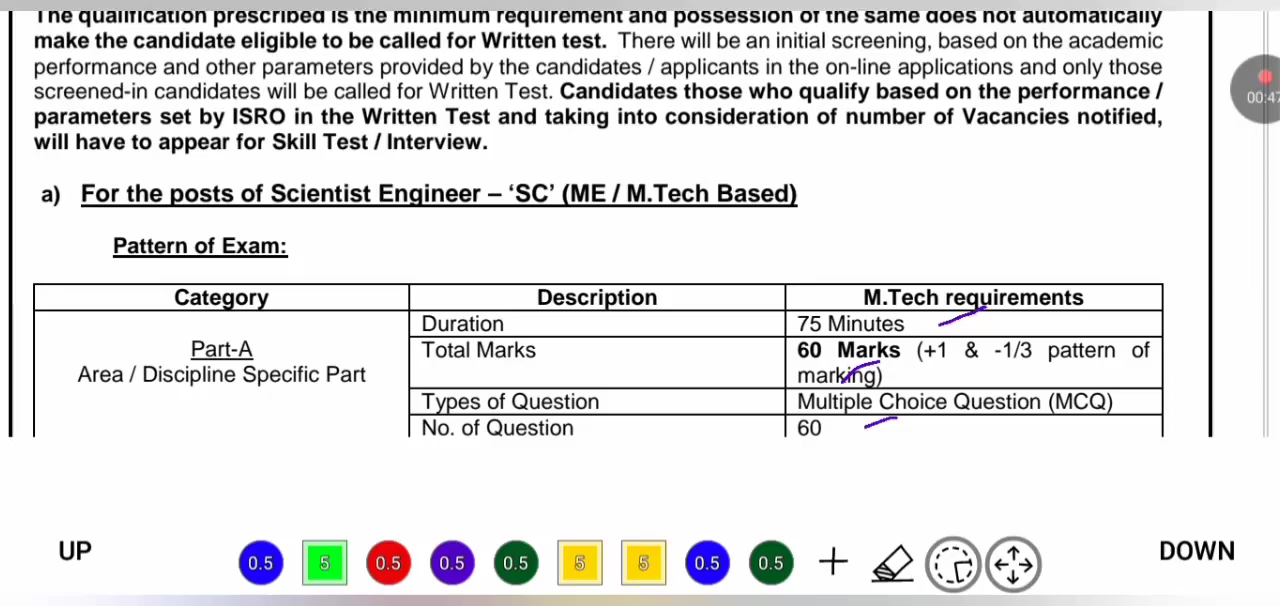 The qualification prescribed is the minimum requirement and possession of the same does not automatically
make the candidate eligible to be called for Written test. There will be an initial screening, based on the academic
performance and other parameters provided by the candidates / applicants in the on-line applications and only those
screened-in candidates will be called for Written Test. Candidates those who qualify based on the performance /
parameters set by ISRO in the Written Test and taking into consideration of number of Vacancies notified,
will have to appear for Skill Test / Interview.
00:47
a) For the posts of Scientist Engineer – ‘SC’ (ME / M.Tech Based)
Pattern of Exam:
Category Description M.Tech requirements
Part-A
Area / Discipline Specific Part
Duration 75 Minutes
Total Marks 60 Marks (+1 & -1/3 pattern of
marking)
Types of Question Multiple Choice Question (MCQ)
No. of Question 60
UP 0.5 5 0.5 0.5 0.5 5 5 0.5 0.5 + DOWN